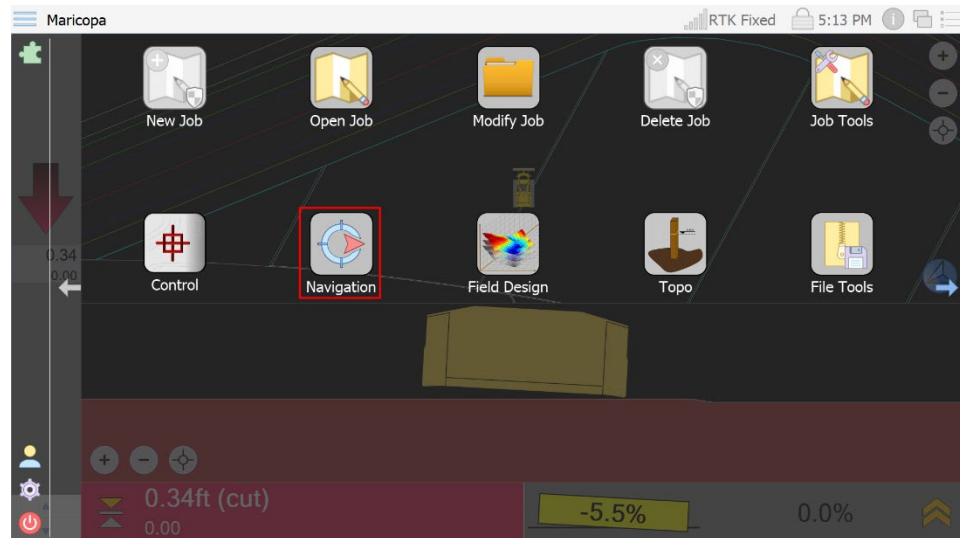 Maricopa
RTK Fixed
5:13 PM
New Job
Open Job
Modify Job
Delete Job
Job Tools
0.34
0.00
Control
Navigation
Field Design
Topo
File Tools
0.34ft (cut)
0.00
-5.5%
0.0%